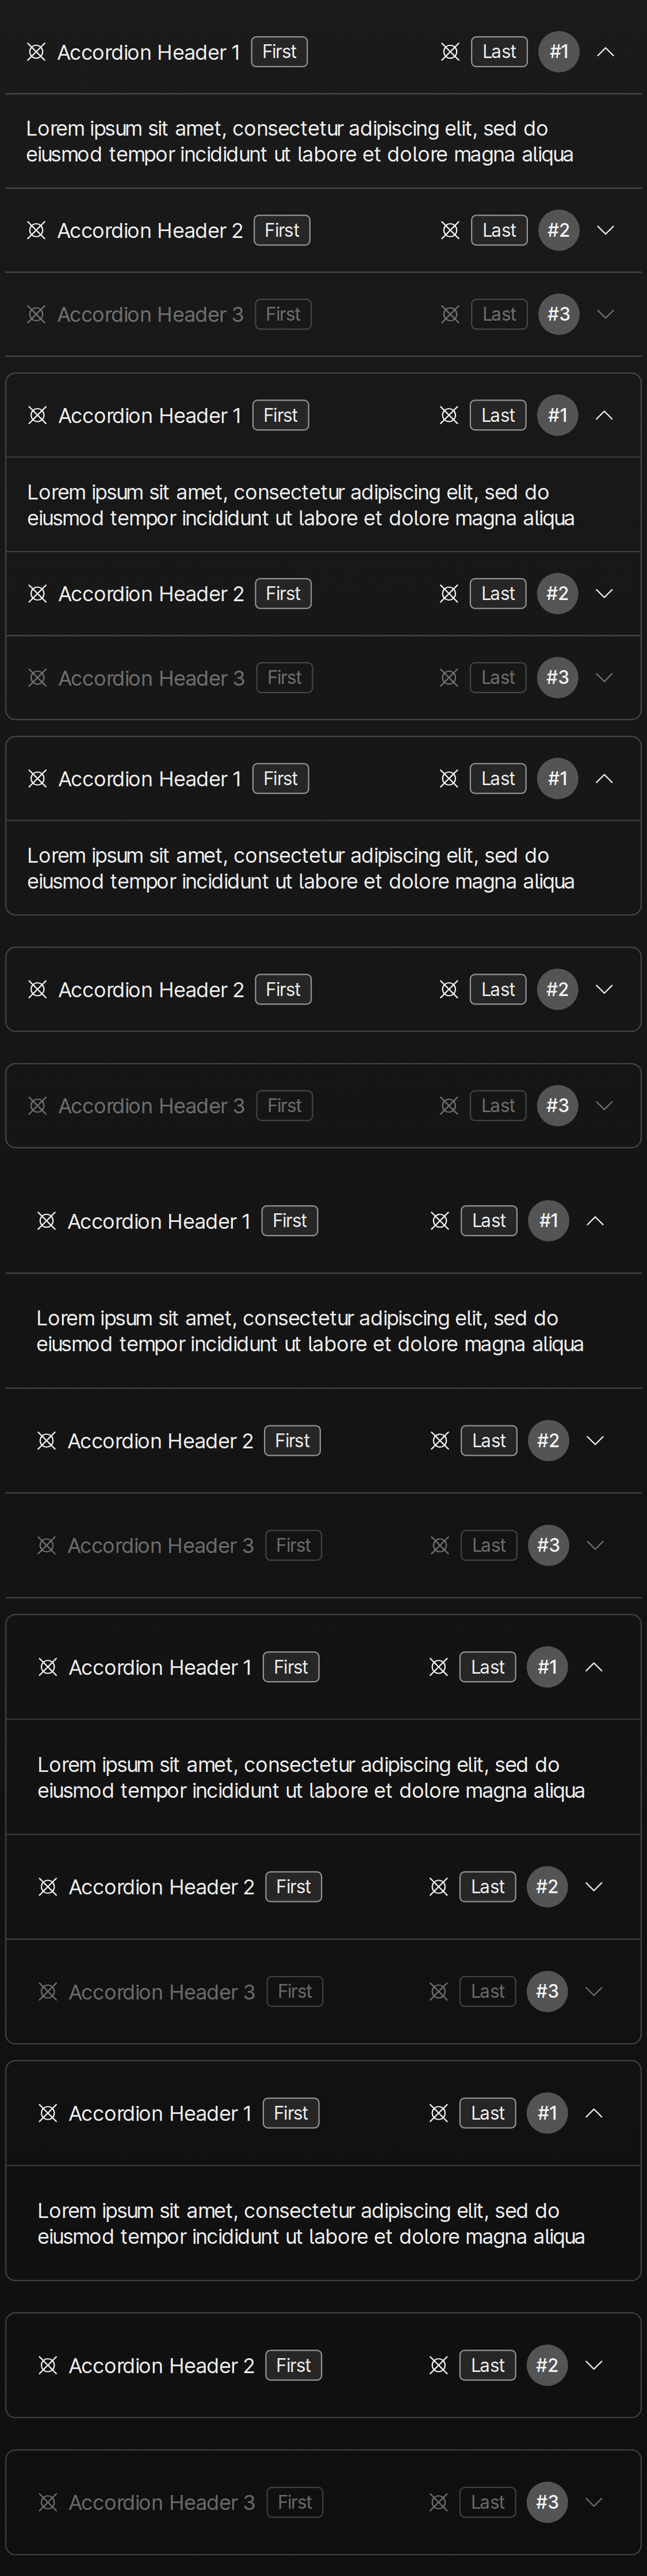 Accordion Header 1 First Last #1
Lorem ipsum sit amet, consectetur adipiscing elit, sed do
eiusmod tempor incididunt ut labore et dolore magna aliqua
Accordion Header 2 First Last #2
Accordion Header 3 First Last #3
Accordion Header 1 First Last #1
Lorem ipsum sit amet, consectetur adipiscing elit, sed do
eiusmod tempor incididunt ut labore et dolore magna aliqua
Accordion Header 2 First Last #2
Accordion Header 3 First Last #3
Accordion Header 1 First Last #1
Lorem ipsum sit amet, consectetur adipiscing elit, sed do
eiusmod tempor incididunt ut labore et dolore magna aliqua
Accordion Header 2 First Last #2
Accordion Header 3 First Last #3
Accordion Header 1 First Last #1
Lorem ipsum sit amet, consectetur adipiscing elit, sed do
eiusmod tempor incididunt ut labore et dolore magna aliqua
Accordion Header 2 First Last #2
Accordion Header 3 First Last #3
Accordion Header 1 First Last #1
Lorem ipsum sit amet, consectetur adipiscing elit, sed do
eiusmod tempor incididunt ut labore et dolore magna aliqua
Accordion Header 2 First Last #2
Accordion Header 3 First Last #3
Accordion Header 1 First Last #1
Lorem ipsum sit amet, consectetur adipiscing elit, sed do
eiusmod tempor incididunt ut labore et dolore magna aliqua
Accordion Header 2 First Last #2
Accordion Header 3 First Last #3